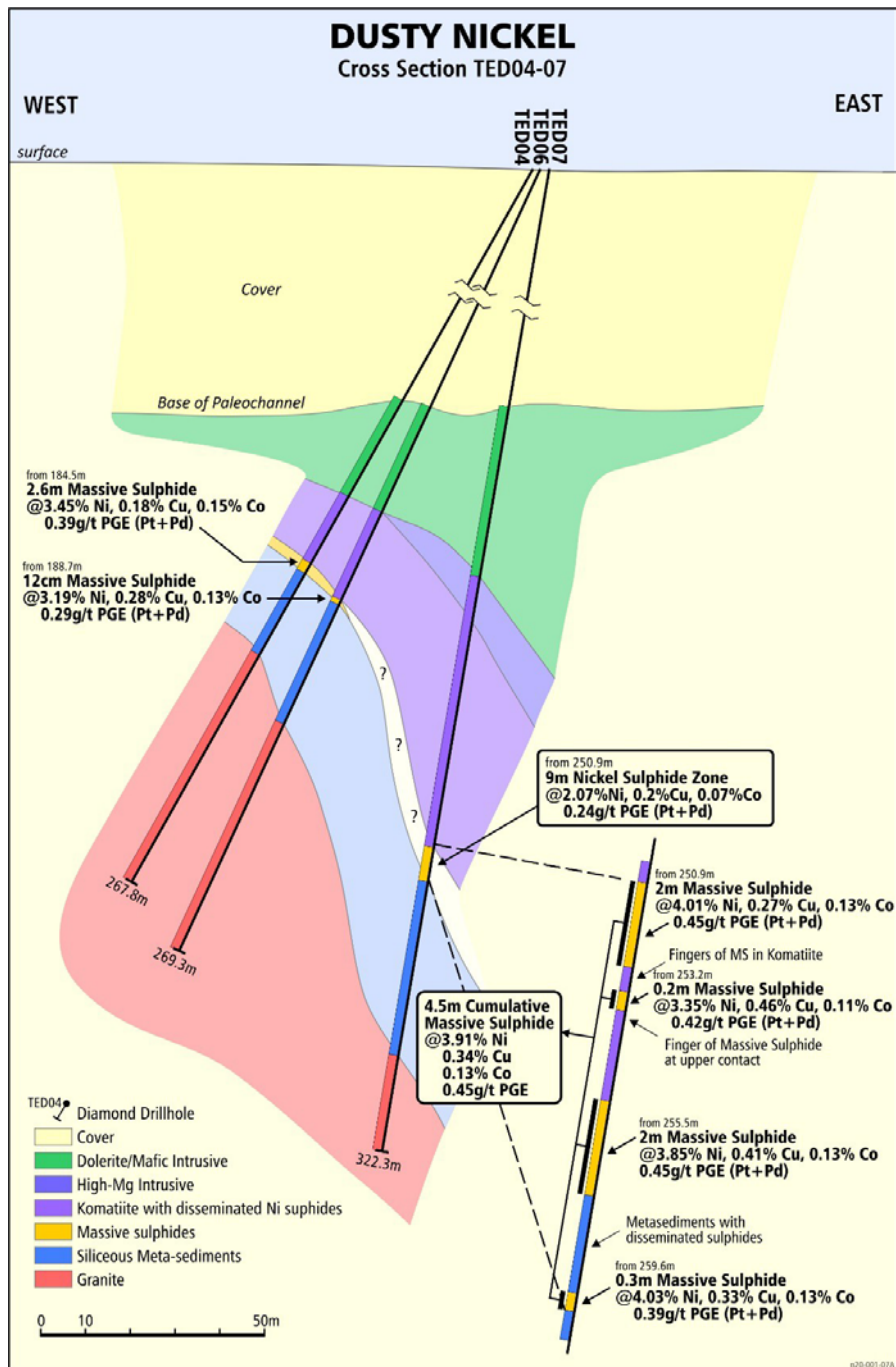 DUSTY NICKEL
Cross Section TED04-07
WEST
EAST
TED04
TED06
TED07
surface
Cover
Base of Paleochannel
from 184.5m
2.6m Massive Sulphide
@3.45% Ni, 0.18% Cu, 0.15% Co
0.39g/t PGE (Pt+Pd)
from 188.7m
12cm Massive Sulphide
@3.19% Ni, 0.28% Cu, 0.13% Co
0.29g/t PGE (Pt+Pd)
?
?
?
from 250.9m
9m Nickel Sulphide Zone
@2.07%Ni, 0.2%Cu, 0.07%Co
0.24g/t PGE (Pt+Pd)
267.8m
269.3m
322.3m
from 250.9m
2m Massive Sulphide
@4.01% Ni, 0.27% Cu, 0.13% Co
0.45g/t PGE (Pt+Pd)
Fingers of MS in Komatiite
from 253.2m
0.2m Massive Sulphide
@3.35% Ni, 0.46% Cu, 0.11% Co
0.42g/t PGE (Pt+Pd)
Finger of Massive Sulphide
at upper contact
4.5m Cumulative
Massive Sulphide
@3.91% Ni
0.34% Cu
0.13% Co
0.45g/t PGE
from 255.5m
2m Massive Sulphide
@3.85% Ni, 0.41% Cu, 0.13% Co
0.45g/t PGE (Pt+Pd)
Metasediments with
disseminated sulphides
from 259.6m
0.3m Massive Sulphide
@4.03% Ni, 0.33% Cu, 0.13% Co
0.39g/t PGE (Pt+Pd)
TED04
Diamond Drillhole
Cover
Dolerite/Mafic Intrusive
High-Mg Intrusive
Komatiite with disseminated Ni suphides
Massive sulphides
Siliceous Meta-sediments
Granite
0 10 50m